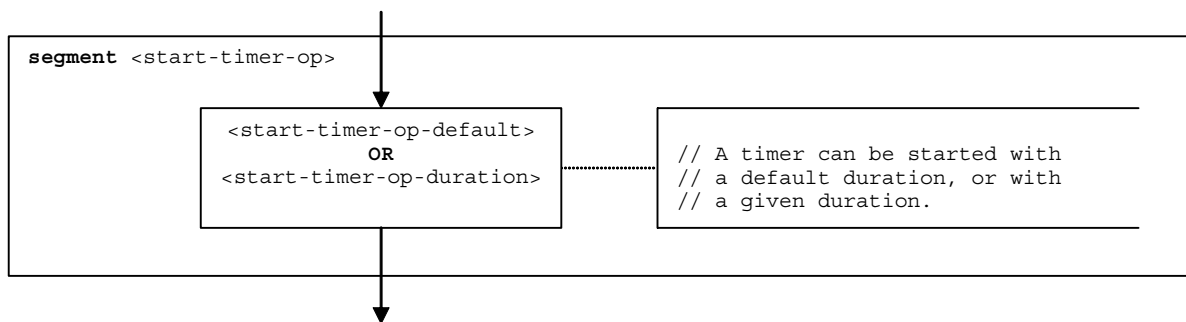 segment <start-timer-op>
<start-timer-op-default>
OR
<start-timer-op-duration>
// A timer can be started with
// a default duration, or with
// a given duration.